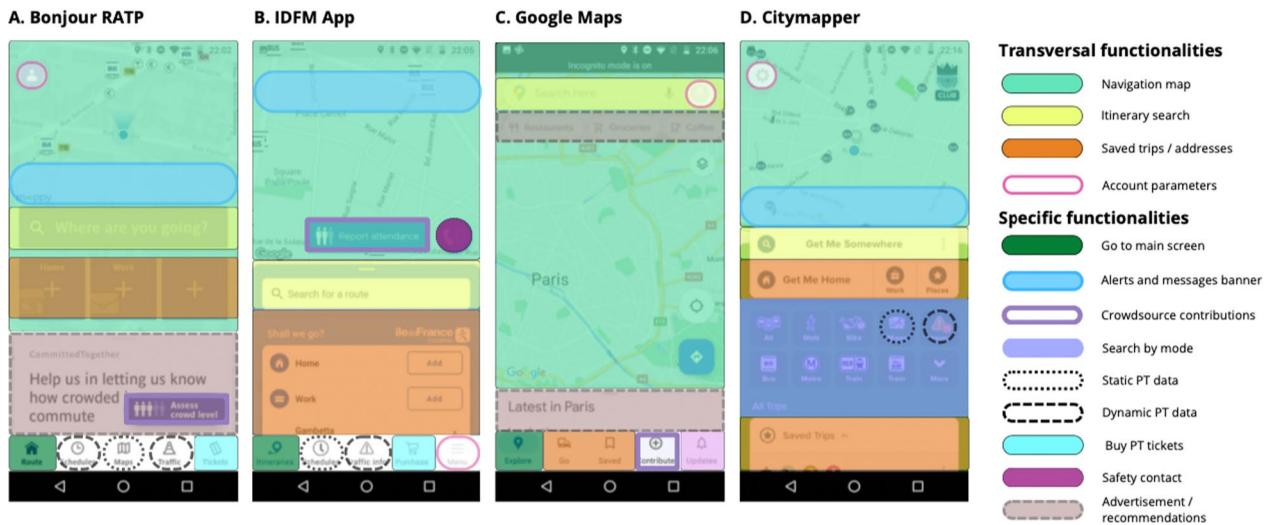 A. Bonjour RATP
B. IDFM App
C. Google Maps
D. Citymapper
22:02
Where are you going?
Home
Work
CommittedTogether
Help us in letting us know
how crowded
commute
Assess
crowd level
Route
Schedules
Maps
Traffic
Tickets
22:05
BUS
Square
Report attendance
Google
Search for a route
Shall we go?
île de France
Home
Add
Work
Add
Gambetta
Itineraries
Schedules
Traffic info
Purchase
Menu
22:06
Incognito mode is on
Search here
Restaurants
Groceries
Coffee
Paris
Google
Latest in Paris
Explore
Go
Saved
Contribute
Updates
22:16
CLUB
Get Me Somewhere
Get Me Home
Work
Places
All
Walk
Bike
Bus
Metro
Train
Tram
More
All Trips
Saved Trips
Transversal functionalities
Navigation map
Itinerary search
Saved trips / addresses
Account parameters
Specific functionalities
Go to main screen
Alerts and messages banner
Crowdsource contributions
Search by mode
Static PT data
Dynamic PT data
Buy PT tickets
Safety contact
Advertisement /
recommendations